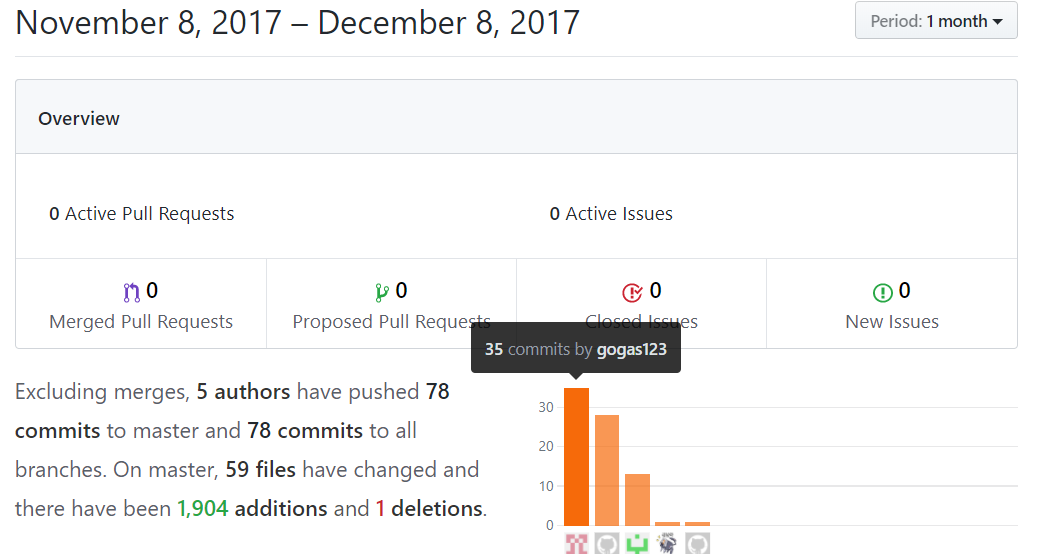 November 8, 2017 – December 8, 2017
Period: 1 month
Overview
0 Active Pull Requests
0 Active Issues
0
Merged Pull Requests
0
Proposed Pull Requests
0
Closed Issues
0
New Issues
35 commits by gogas123
Excluding merges, 5 authors have pushed 78
commits to master and 78 commits to all
branches. On master, 59 files have changed and
there have been 1,904 additions and 1 deletions.
30
20
10
0